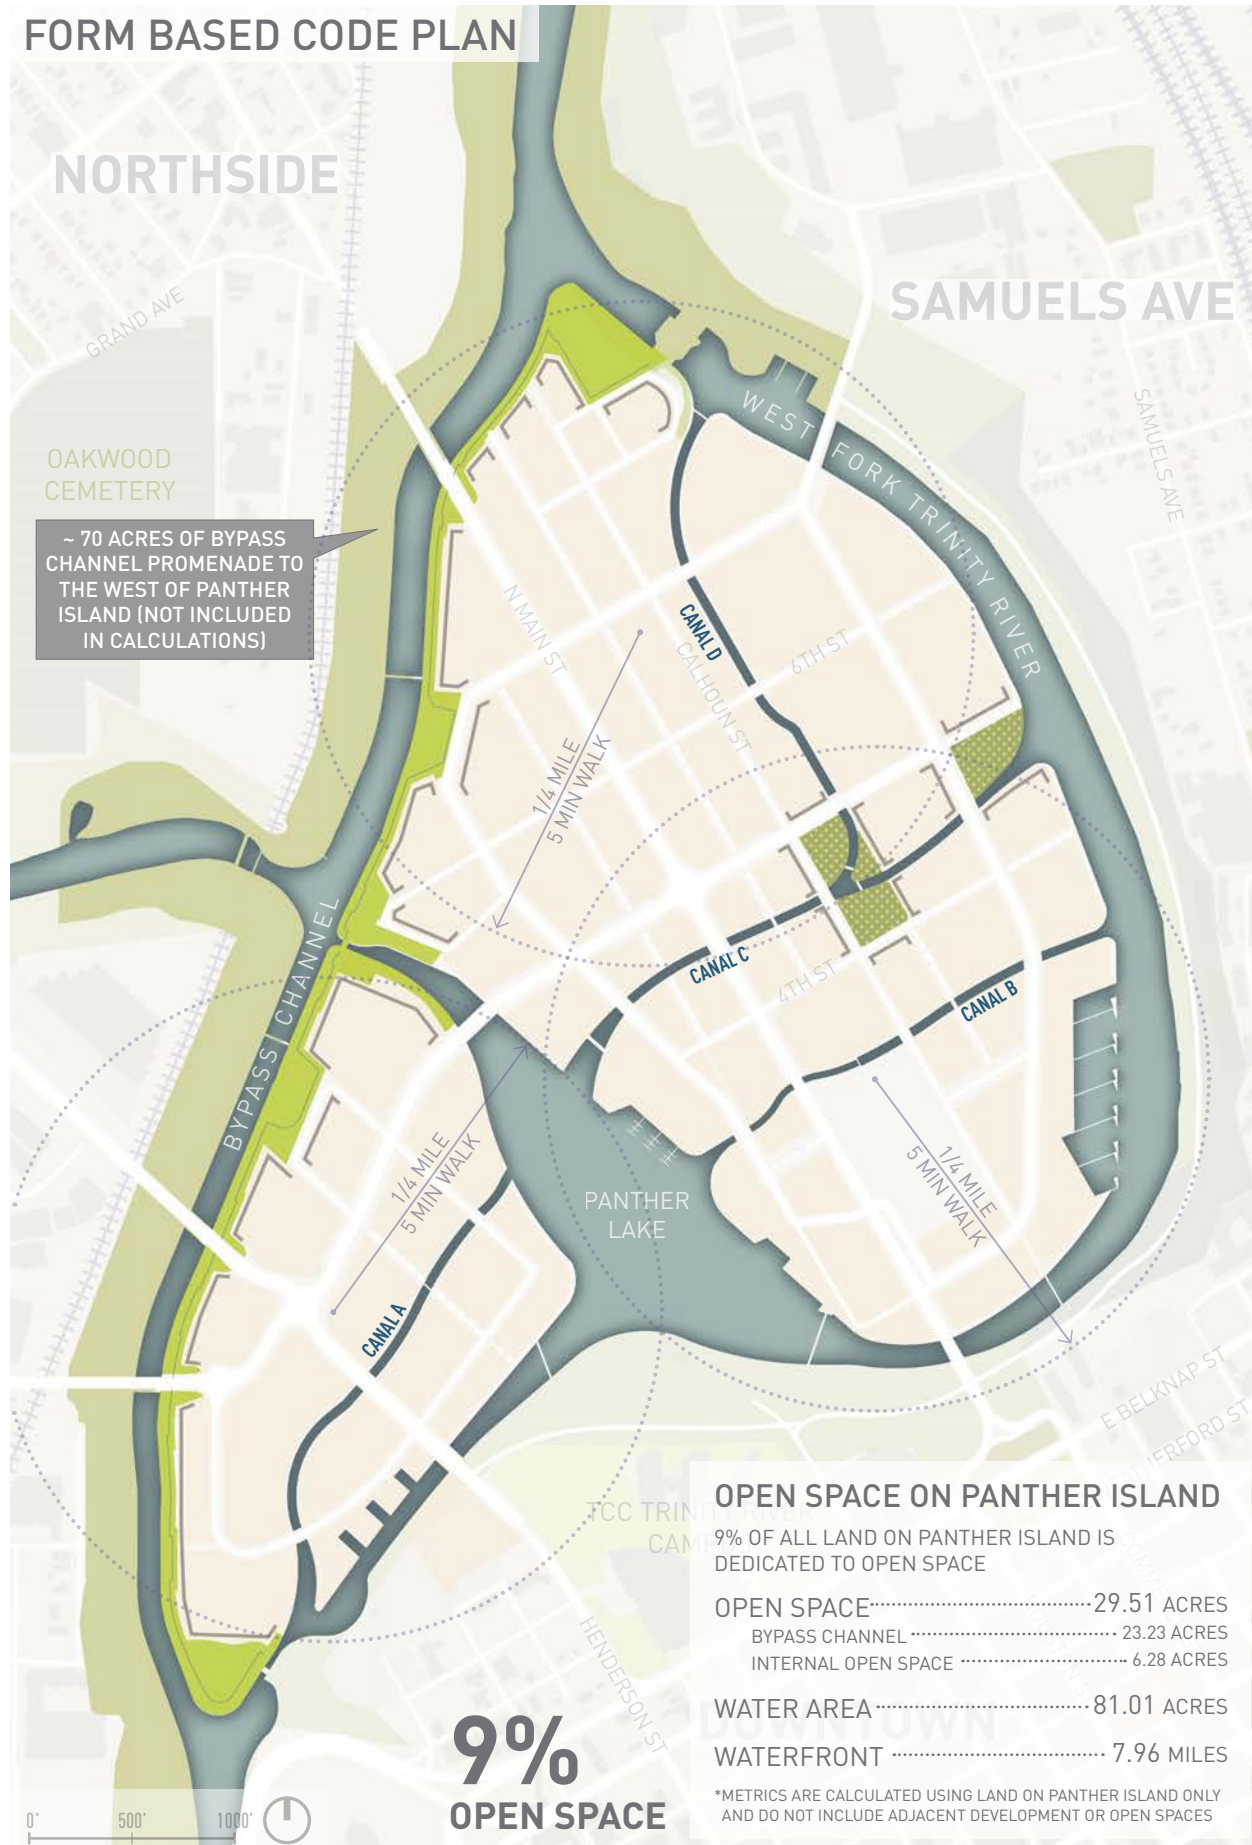 FORM BASED CODE PLAN
NORTHSIDE
SAMUELS AVE
GRAND AVE
SAMUELS AVE
WEST FORK TRINITY RIVER
OAKWOOD
CEMETERY
~ 70 ACRES OF BYPASS
CHANNEL PROMENADE TO
THE WEST OF PANTHER
ISLAND (NOT INCLUDED
IN CALCULATIONS)
N MAIN ST
CANAL D
CALHOUN ST
6TH ST
1/4 MILE
5 MIN WALK
BYPASS CHANNEL
CANAL C
4TH ST
CANAL B
1/4 MILE
5 MIN WALK
1/4 MILE
5 MIN WALK
PANTHER
LAKE
CANAL A
E BELKNAP ST
TCC TRINITY RIVER
HENDERSON ST
DOWNTOWN
OPEN SPACE ON PANTHER ISLAND
9% OF ALL LAND ON PANTHER ISLAND IS
DEDICATED TO OPEN SPACE
OPEN SPACE 29.51 ACRES
BYPASS CHANNEL 23.23 ACRES
INTERNAL OPEN SPACE 6.28 ACRES
WATER AREA 81.01 ACRES
WATERFRONT 7.96 MILES
*METRICS ARE CALCULATED USING LAND ON PANTHER ISLAND ONLY
AND DO NOT INCLUDE ADJACENT DEVELOPMENT OR OPEN SPACES
9%
OPEN SPACE
0' 500' 1000'